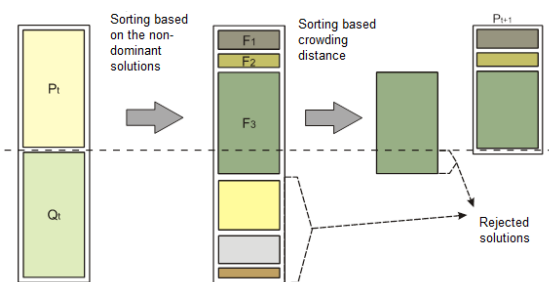 Sorting based
on the non-
dominant
solutions
Sorting based
crowding
distance
Pt+1
Pt
F1
F2
F3
Qt
Rejected
solutions